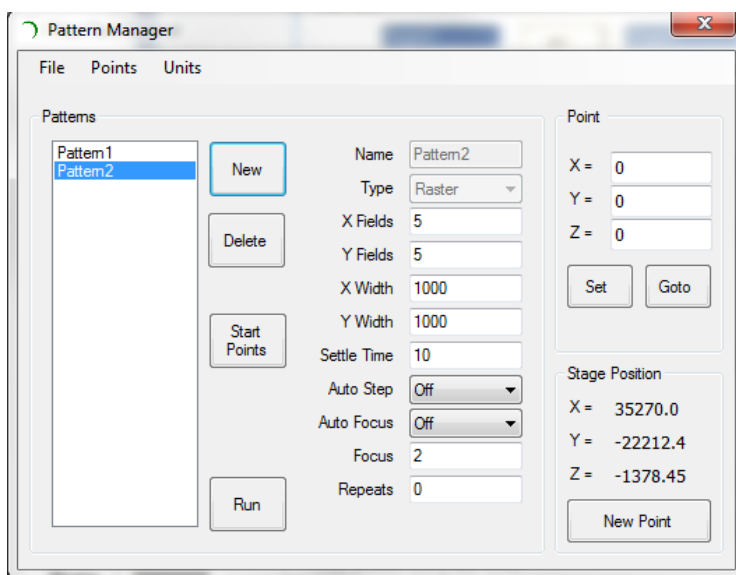 Pattern Manager
X
File Points Units
Patterns
Pattern1
Pattern2
New
Delete
Start
Points
Run
Name Pattern2
Type Raster
X Fields 5
Y Fields 5
X Width 1000
Y Width 1000
Settle Time 10
Auto Step Off
Auto Focus Off
Focus 2
Repeats 0
Point
X = 0
Y = 0
Z = 0
Set Goto
Stage Position
X = 35270.0
Y = -22212.4
Z = -1378.45
New Point